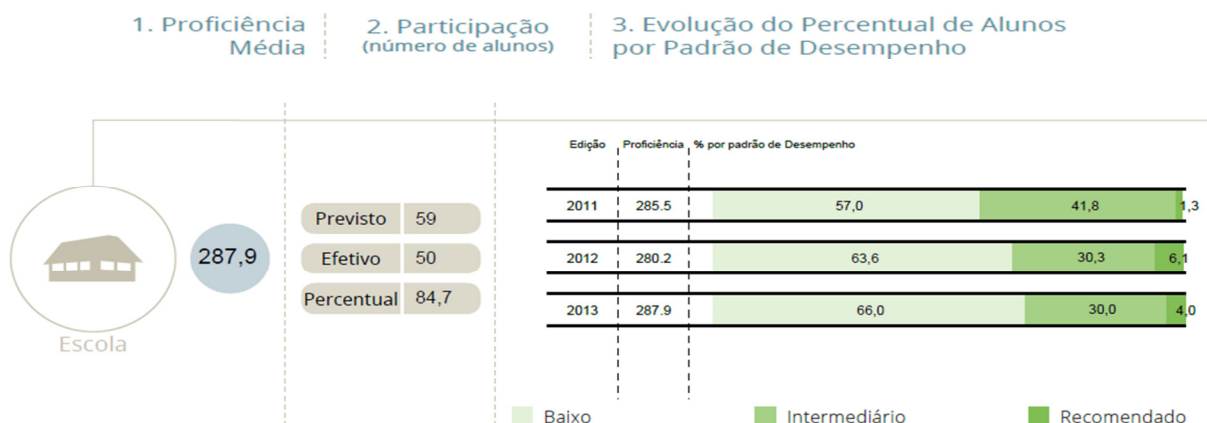 1. Proficiência
Média
2. Participação
(número de alunos)
3. Evolução do Percentual de Alunos
por Padrão de Desempenho
Escola
287,9
Previsto 59
Efetivo 50
Percentual 84,7
Edição Proficiência % por padrão de Desempenho
2011 285.5 57,0 41,8 1,3
2012 280.2 63,6 30,3 6,1
2013 287.9 66,0 30,0 4,0
Baixo Intermediário Recomendado